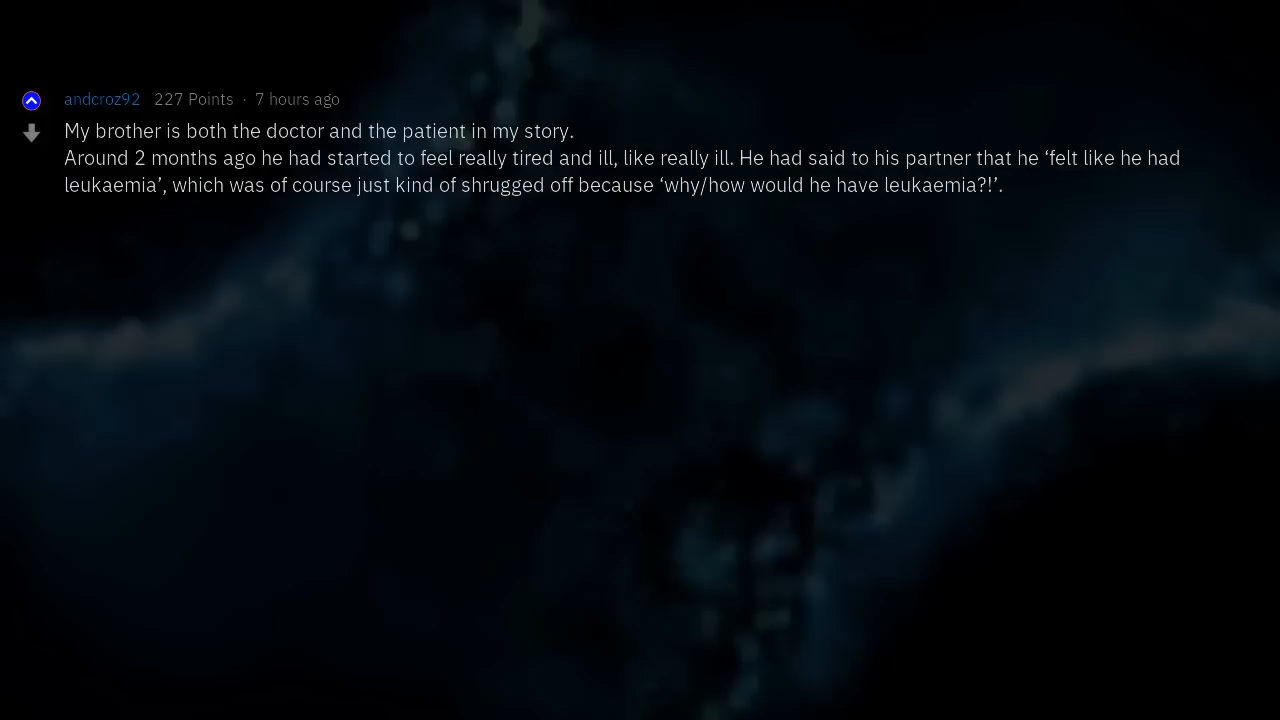 andcroz92 227 Points · 7 hours ago
My brother is both the doctor and the patient in my story.
Around 2 months ago he had started to feel really tired and ill, like really ill. He had said to his partner that he ‘felt like he had
leukaemia’, which was of course just kind of shrugged off because ‘why/how would he have leukaemia?!’.